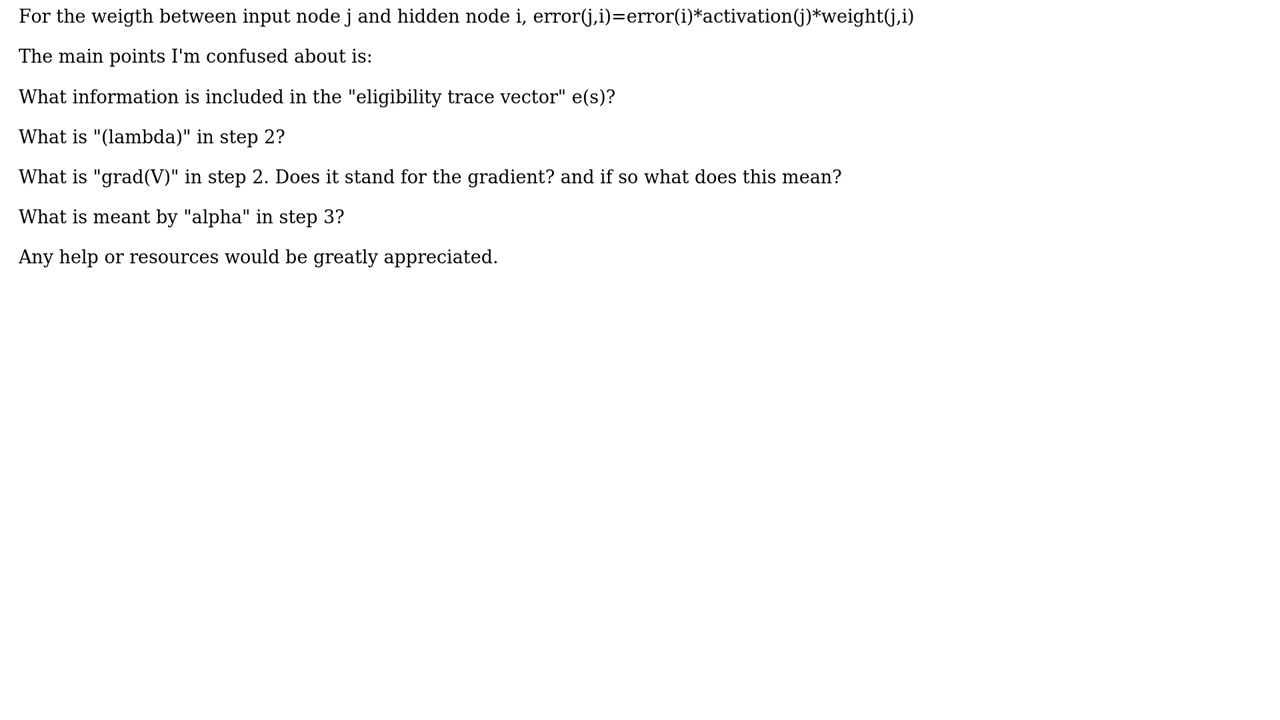 For the weigth between input node j and hidden node i, error(j,i)=error(i)*activation(j)*weight(j,i)
The main points I'm confused about is:
What information is included in the "eligibility trace vector" e(s)?
What is "(lambda)" in step 2?
What is "grad(V)" in step 2. Does it stand for the gradient? and if so what does this mean?
What is meant by "alpha" in step 3?
Any help or resources would be greatly appreciated.